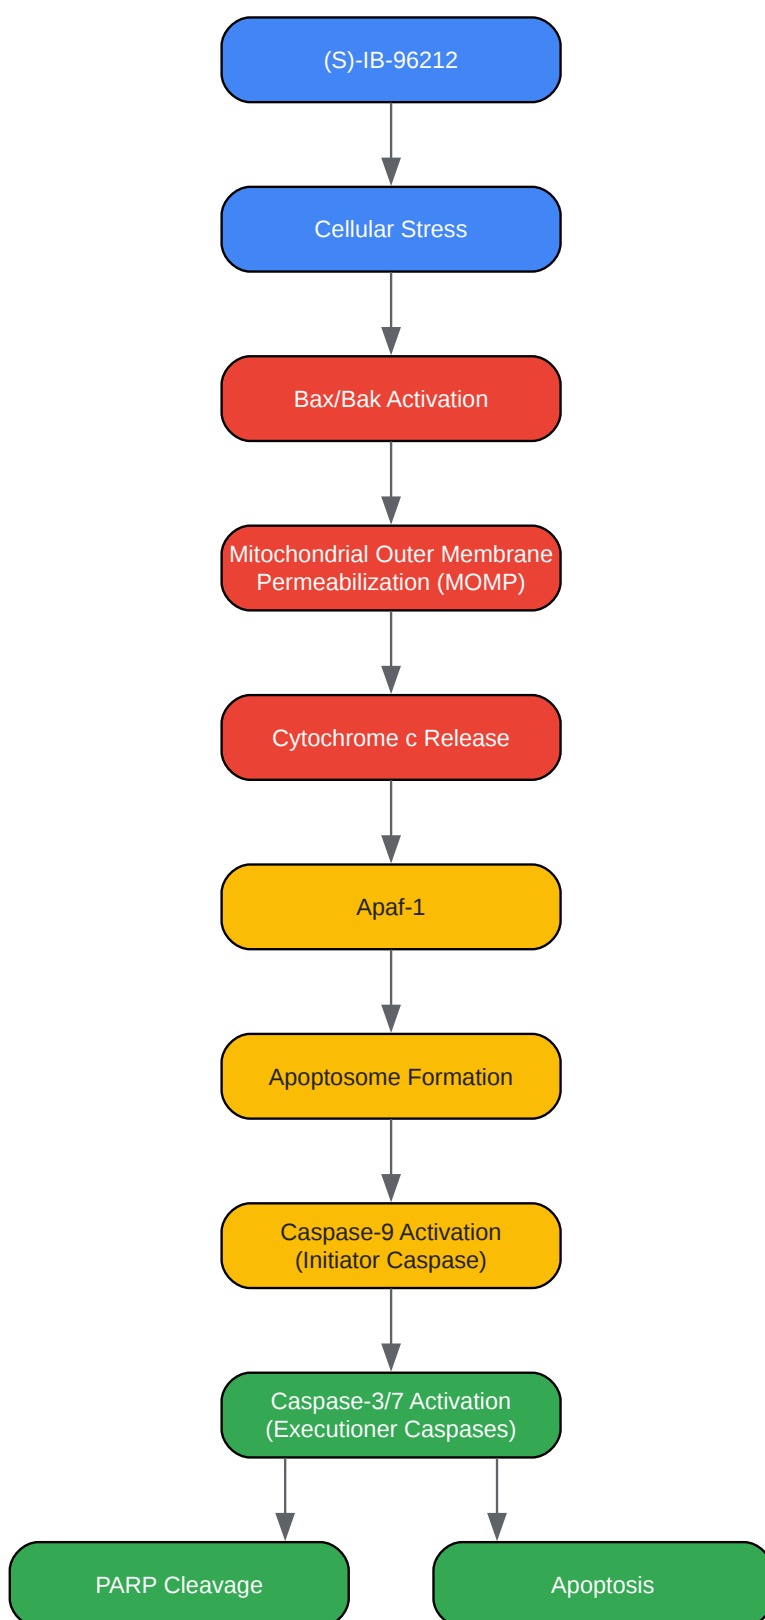 (S)-IB-96212
Cellular Stress
Bax/Bak Activation
Mitochondrial Outer Membrane
Permeabilization (MOMP)
Cytochrome c Release
Apaf-1
Apoptosome Formation
Caspase-9 Activation
(Initiator Caspase)
Caspase-3/7 Activation
(Executioner Caspases)
PARP Cleavage
Apoptosis